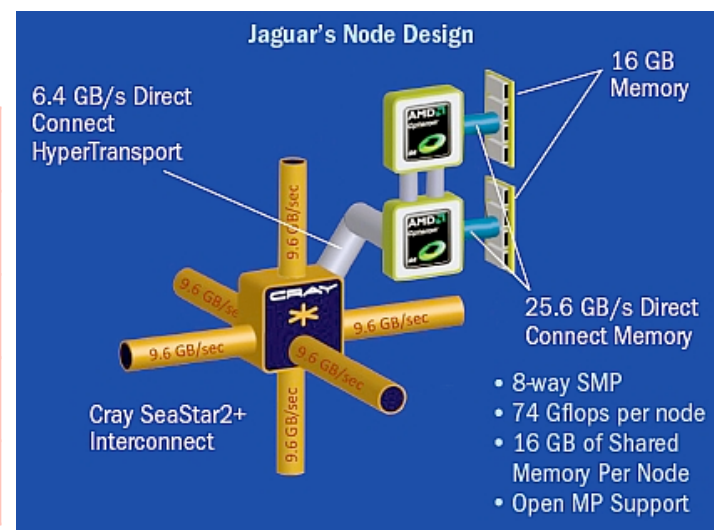 Jaguar's Node Design
6.4 GB/s Direct
Connect
HyperTransport
16 GB
Memory
AMD
Opteron
64
AMD
Opteron
64
9.6 GB/sec
9.6 GB/sec
CRAY
9.6 GB/sec
9.6 GB/sec
9.6 GB/sec
9.6 GB/sec
25.6 GB/s Direct
Connect Memory
Cray SeaStar2+
Interconnect
• 8-way SMP
• 74 Gflops per node
• 16 GB of Shared
Memory Per Node
• Open MP Support